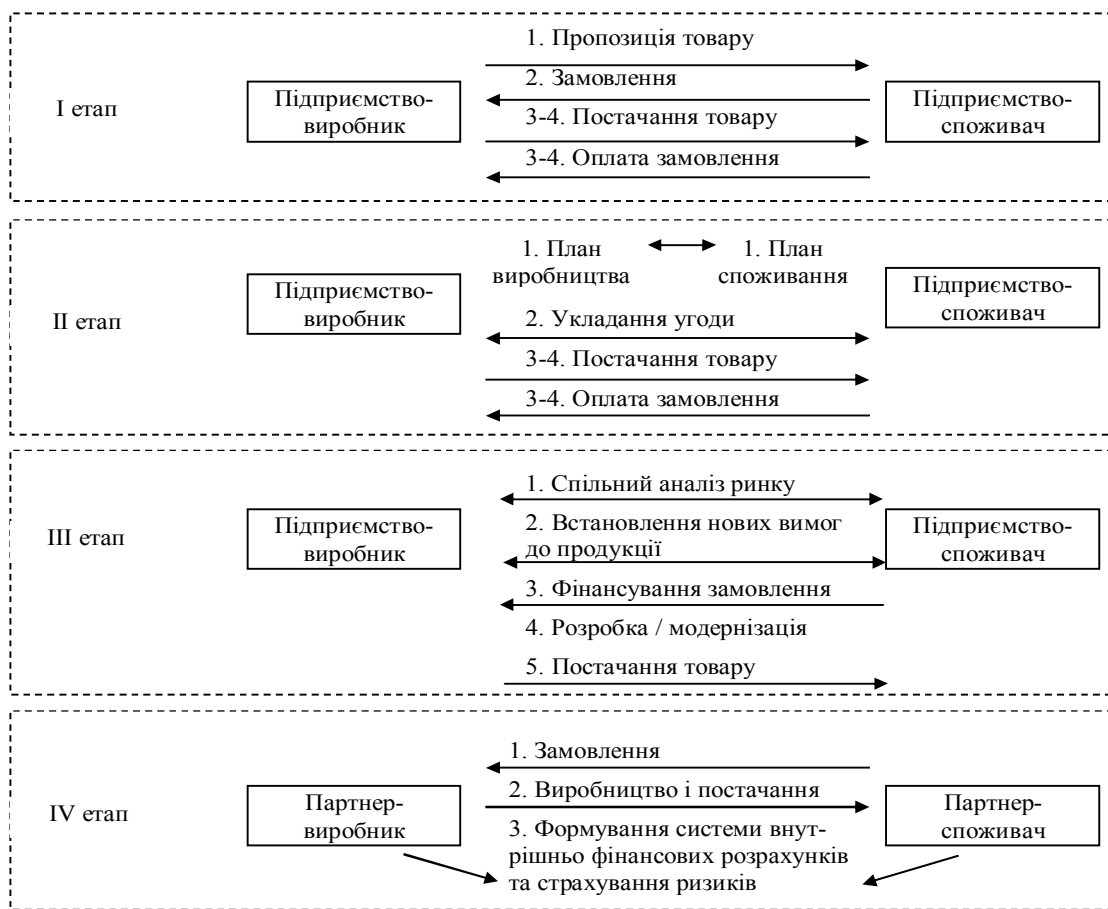 I етап
Підприємство-
виробник
1. Пропозиція товару
2. Замовлення
3-4. Постачання товару
3-4. Оплата замовлення
Підприємство-
споживач
II етап
Підприємство-
виробник
1. План
виробництва
1. План
споживання
2. Укладання угоди
3-4. Постачання товару
3-4. Оплата замовлення
Підприємство-
споживач
III етап
Підприємство-
виробник
1. Спільний аналіз ринку
2. Встановлення нових вимог
до продукції
3. Фінансування замовлення
4. Розробка / модернізація
5. Постачання товару
Підприємство-
споживач
IV етап
Партнер-
виробник
1. Замовлення
2. Виробництво і постачання
3. Формування системи внут-
рішньо фінансових розрахунків
та страхування ризиків
Партнер-
споживач